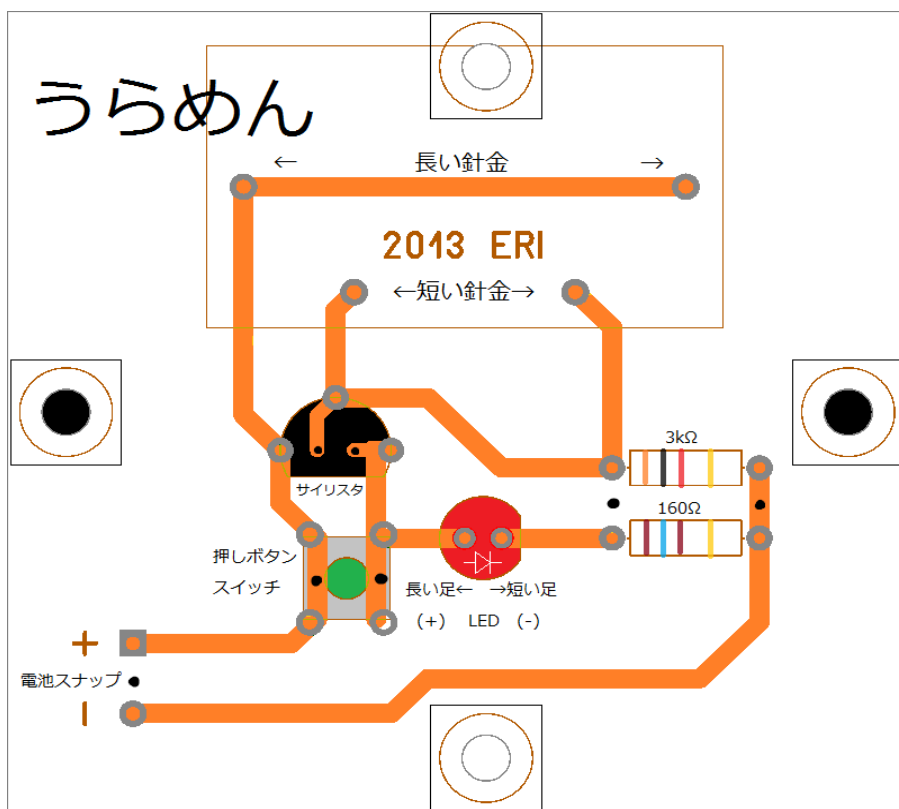 うらめん
← 長い針金 →
2013 ERI
←短い針金→
3kΩ
サイリスタ
160Ω
押しボタン
スイッチ
長い足← →短い足
(+) LED (-)
+
電池スナップ
-